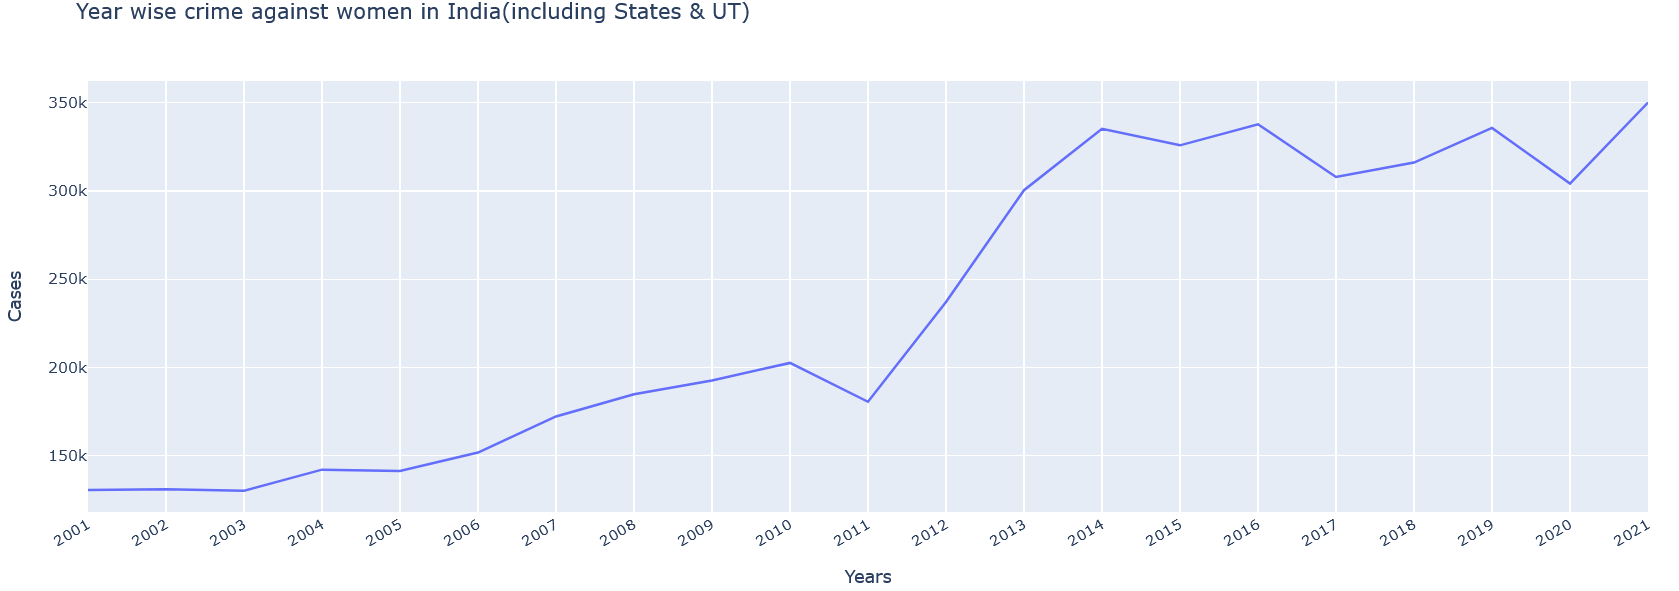 Year wise crime against women in India(including States & UT)
350k
300k
250k
200k
150k
Cases
2001 2002 2003 2004 2005 2006 2007 2008 2009 2010 2011 2012 2013 2014 2015 2016 2017 2018 2019 2020 2021
Years